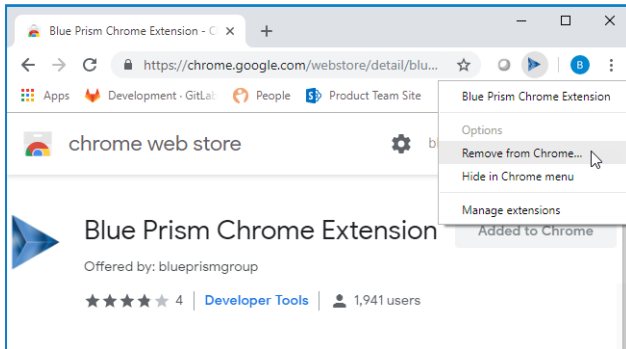 Blue Prism Chrome Extension - C
https://chrome.google.com/webstore/detail/blu...
B
Apps
Development · GitLab
People
Product Team Site
Blue Prism Chrome Extension
Options
Remove from Chrome...
Hide in Chrome menu
Manage extensions
chrome web store
bl
Blue Prism Chrome Extension
Added to Chrome
Offered by: blueprismgroup
4
Developer Tools
1,941 users